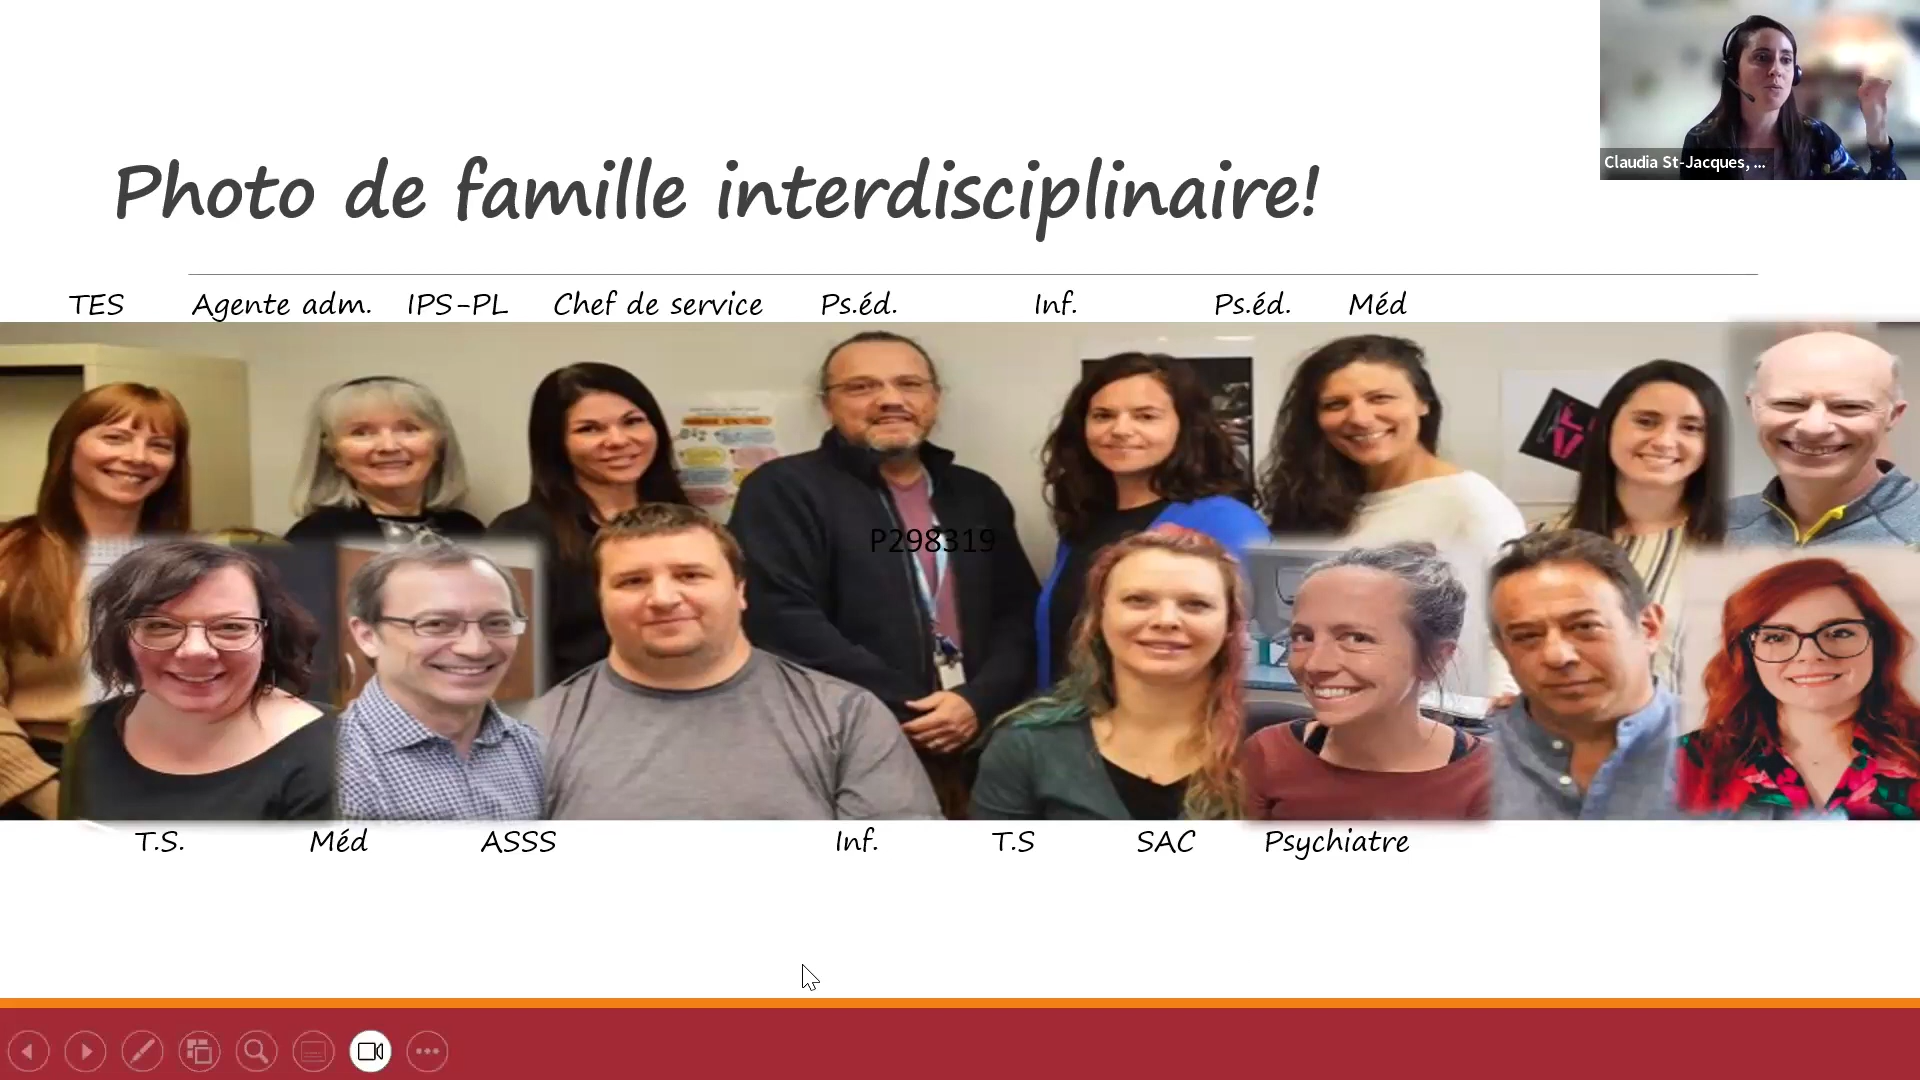 Claudia St-Jacques, ...
Photo de famille interdisciplinaire!
TES Agente adm. IPS-PL Chef de service Ps.éd. Inf. Ps.éd. Méd
P298319
T.S. Méd ASSS Inf. T.S SAC Psychiatre